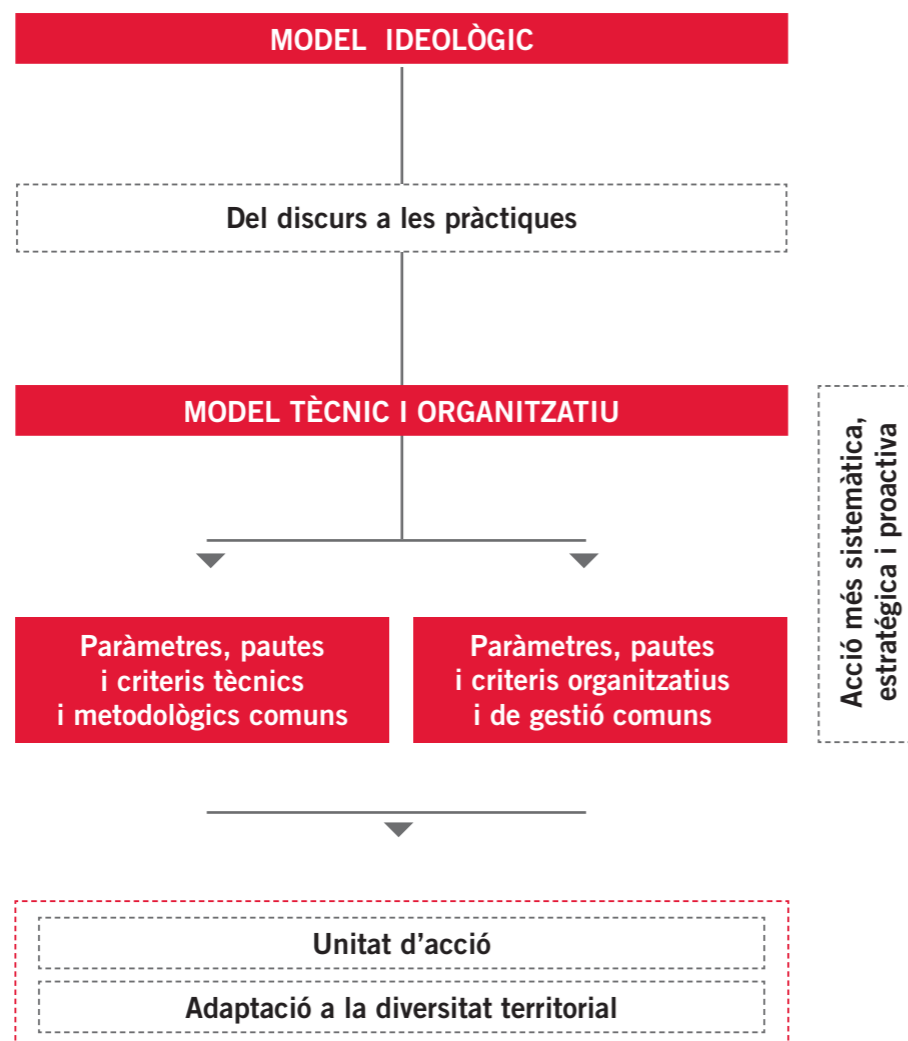 MODEL IDEOLÒGIC
Del discurs a les pràctiques
MODEL TÈCNIC I ORGANITZATIU
Acció més sistemàtica,
estratégica i proactiva
Paràmetres, pautes
i criteris tècnics
i metodològics comuns
Paràmetres, pautes
i criteris organitzatius
i de gestió comuns
Unitat d'acció
Adaptació a la diversitat territorial